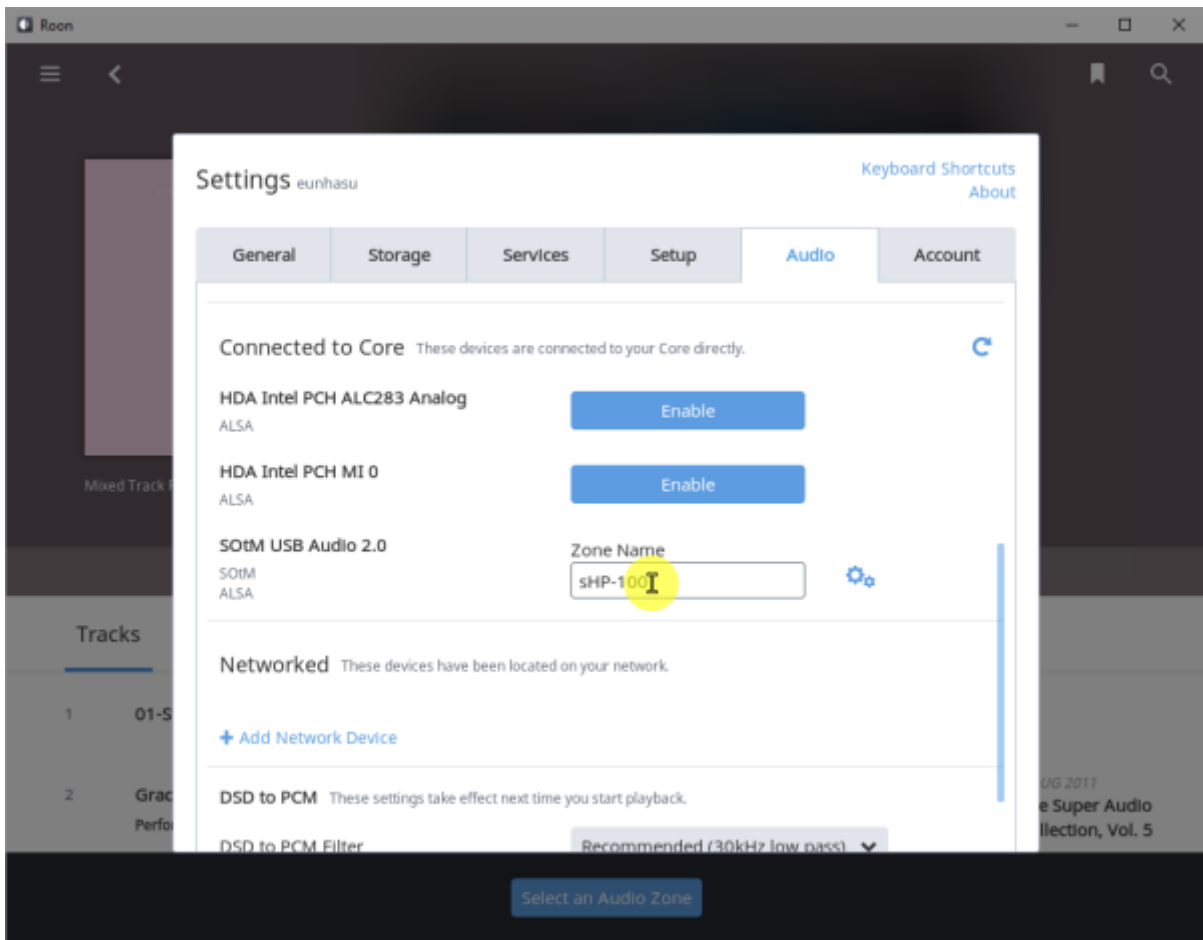 Roon
Settings eunhasu
Keyboard Shortcuts
About
General Storage Services Setup Audio Account
Connected to Core These devices are connected to your Core directly.
HDA Intel PCH ALC283 Analog
ALSA
Enable
HDA Intel PCH MI 0
ALSA
Enable
SOtM USB Audio 2.0
SOtM
ALSA
Zone Name
sHP-100
Networked These devices have been located on your network.
+ Add Network Device
DSD to PCM These settings take effect next time you start playback.
DSD to PCM Filter
Recommended (30kHz low pass)
Mixed Track
Tracks
1 01-S
2 Grac
Perfo
UG 2011
e Super Audio
llection, Vol. 5
Select an Audio Zone